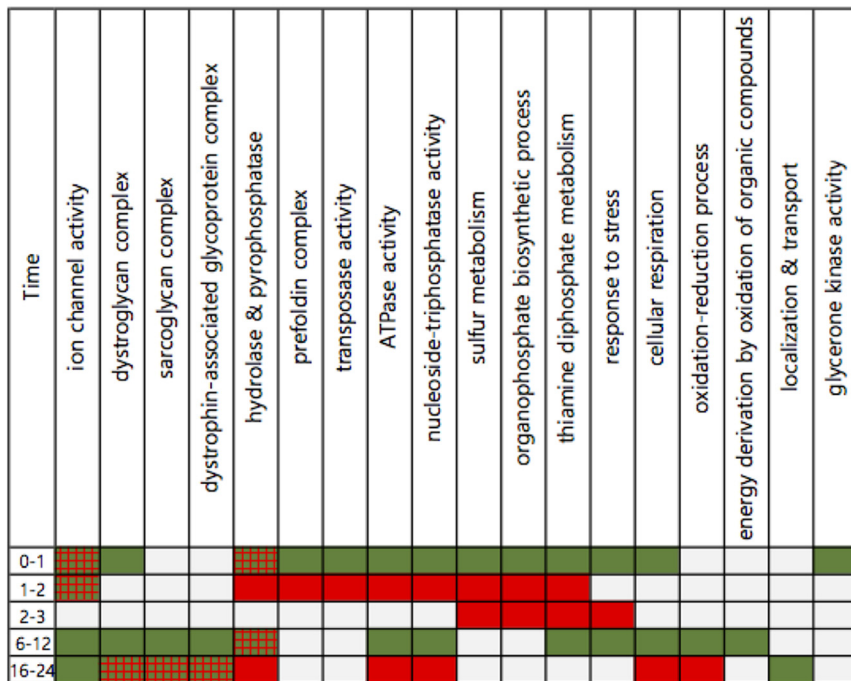 Time
ion channel activity
dystroglycan complex
sarcoglycan complex
dystrophin-associated glycoprotein complex
hydrolase & pyrophosphatase
prefoldin complex
transposase activity
ATPase activity
nucleoside-triphosphatase activity
sulfur metabolism
organophosphate biosynthetic process
thiamine diphosphate metabolism
response to stress
cellular respiration
oxidation-reduction process
energy derivation by oxidation of organic compounds
localization & transport
glycerone kinase activity
0-1
1-2
2-3
6-12
16-24